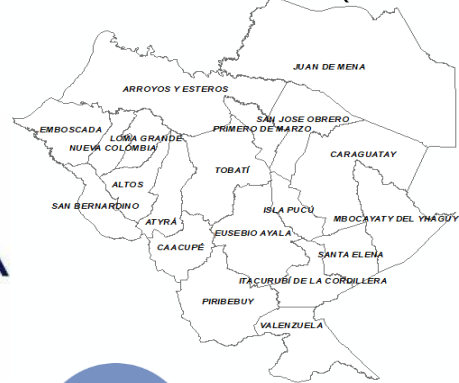 JUAN DE MENA
ARROYOS Y ESTEROS
SAN JOSE OBRERO
EMBOSCADA
LOMA GRANDE
PRIMERO DE MARZO
NUEVA COLOMBIA
CARAGUATAY
TOBATÍ
ALTOS
SAN BERNARDINO
ISLA PUCÚ
MBOCAYATY DEL YHAGUY
ATYRÁ
EUSEBIO AYALA
CAACUPÉ
SANTA ELENA
ITACURUBÍ DE LA CORDILLERA
PIRIBEBUY
VALENZUELA